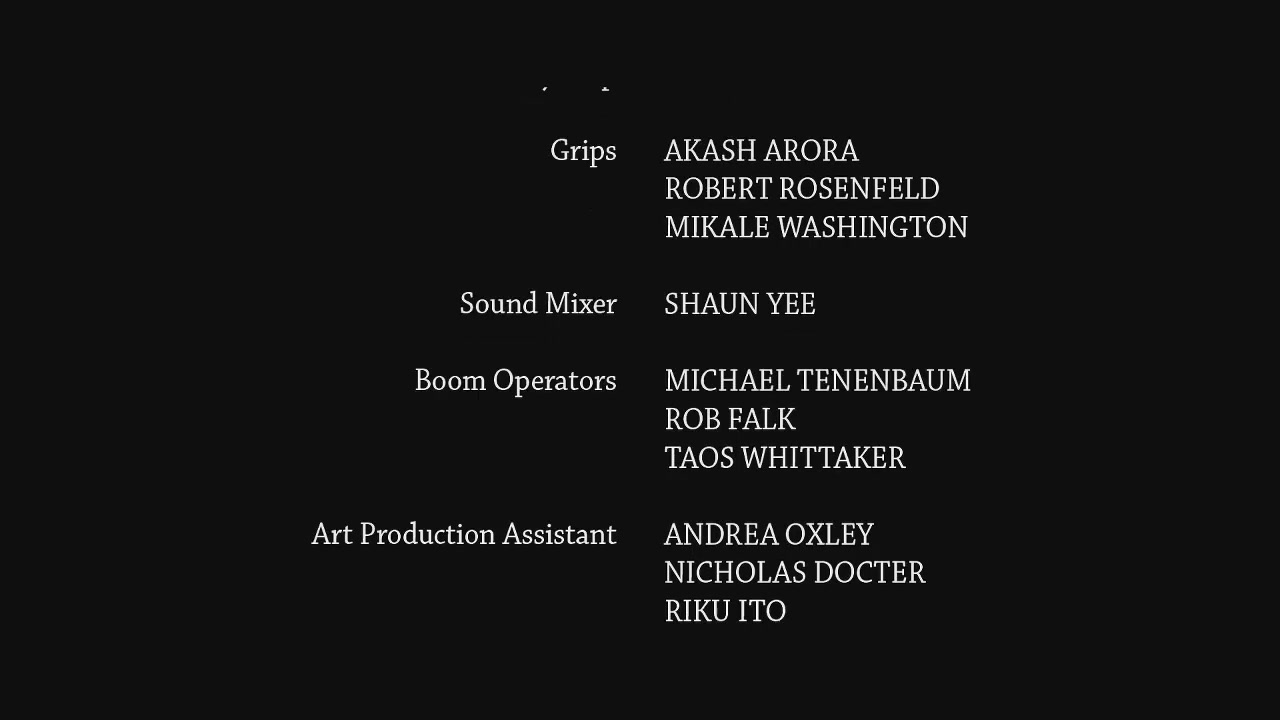 Grips AKASH ARORA
ROBERT ROSENFELD
MIKALE WASHINGTON
Sound Mixer SHAUN YEE
Boom Operators MICHAEL TENENBAUM
ROB FALK
TAOS WHITTAKER
Art Production Assistant ANDREA OXLEY
NICHOLAS DOCTER
RIKU ITO